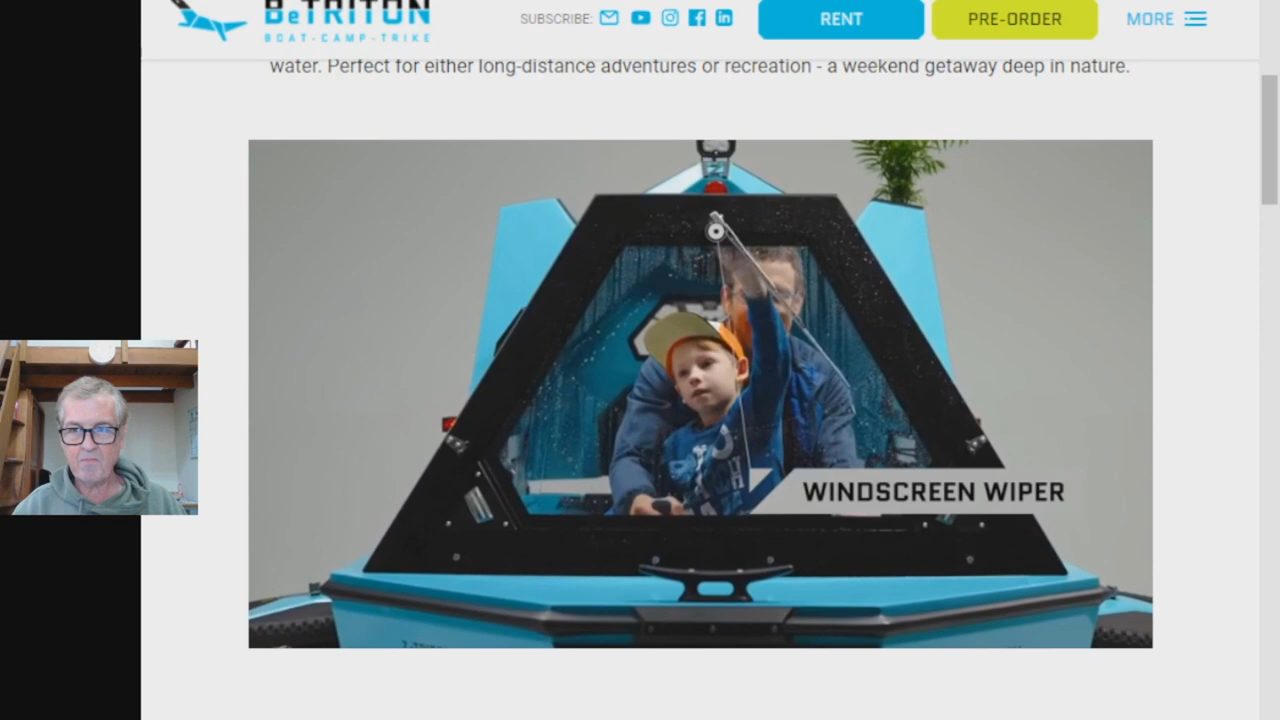 BeTRITON
BOAT-CAMP-TRIKE
SUBSCRIBE:
RENT
PRE-ORDER
MORE
water. Perfect for either long-distance adventures or recreation - a weekend getaway deep in nature.
WINDSCREEN WIPER